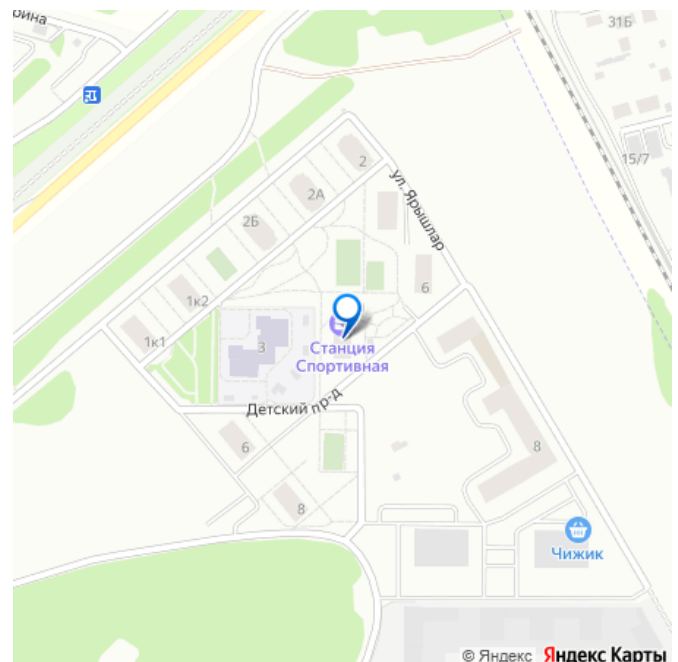 рина
31Б
15/7
2
2А
2Б
ул. Ярышлар
1к2
6
1к1
3
Станция
Спортивная
Детский пр-д
6
8
8
Чижик
© Яндекс Яндекс Карты